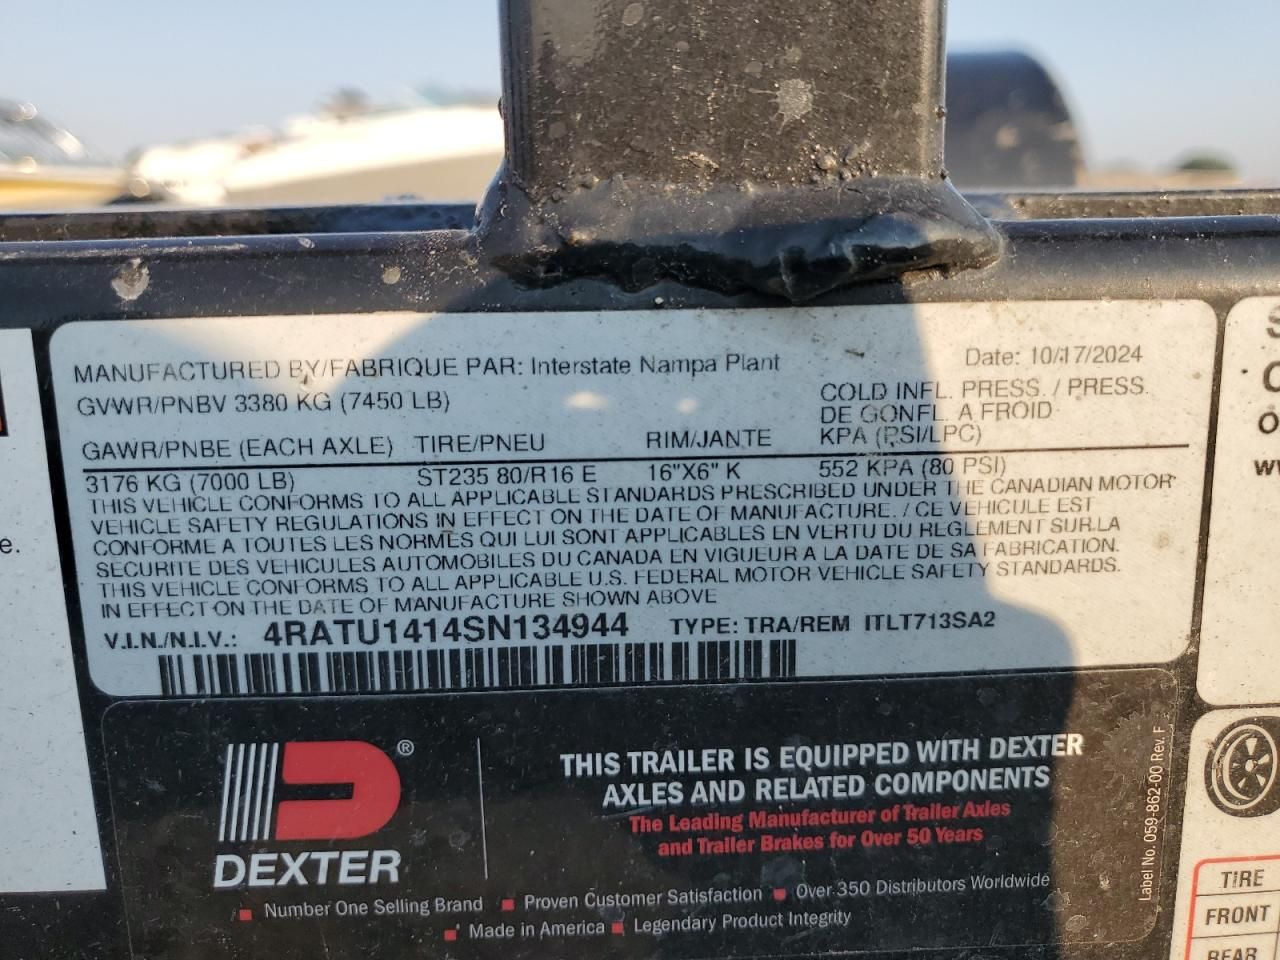 MANUFACTURED BY/FABRIQUE PAR: Interstate Nampa Plant
Date: 10/17/2024
GVWR/PNBV 3380 KG (7450 LB)
COLD INFL. PRESS. / PRESS.
DE GONFL. A FROID
GAWR/PNBE (EACH AXLE) TIRE/PNEU RIM/JANTE KPA (PSI/LPC)
3176 KG (7000 LB) ST235 80/R16 E 16"X6" K 552 KPA (80 PSI)
THIS VEHICLE CONFORMS TO ALL APPLICABLE STANDARDS PRESCRIBED UNDER THE CANADIAN MOTOR
VEHICLE SAFETY REGULATIONS IN EFFECT ON THE DATE OF MANUFACTURE. / CE VEHICULE EST
CONFORME A TOUTES LES NORMES QUI LUI SONT APPLICABLES EN VERTU DU REGLEMENT SUR LA
SECURITE DES VEHICULES AUTOMOBILES DU CANADA EN VIGUEUR A LA DATE DE SA FABRICATION.
THIS VEHICLE CONFORMS TO ALL APPLICABLE U.S. FEDERAL MOTOR VEHICLE SAFETY STANDARDS.
IN EFFECT ON THE DATE OF MANUFACTURE SHOWN ABOVE
V.I.N./N.I.V.: 4RATU1414SN134944 TYPE: TRA/REM ITLT713SA2
DEXTER
®
THIS TRAILER IS EQUIPPED WITH DEXTER
AXLES AND RELATED COMPONENTS
The Leading Manufacturer of Trailer Axles
and Trailer Brakes for Over 50 Years
Number One Selling Brand Proven Customer Satisfaction Over 350 Distributors Worldwide
Made in America Legendary Product Integrity
Label No. 059-862-00 Rev. F
e.
TIRE
FRONT
REAR